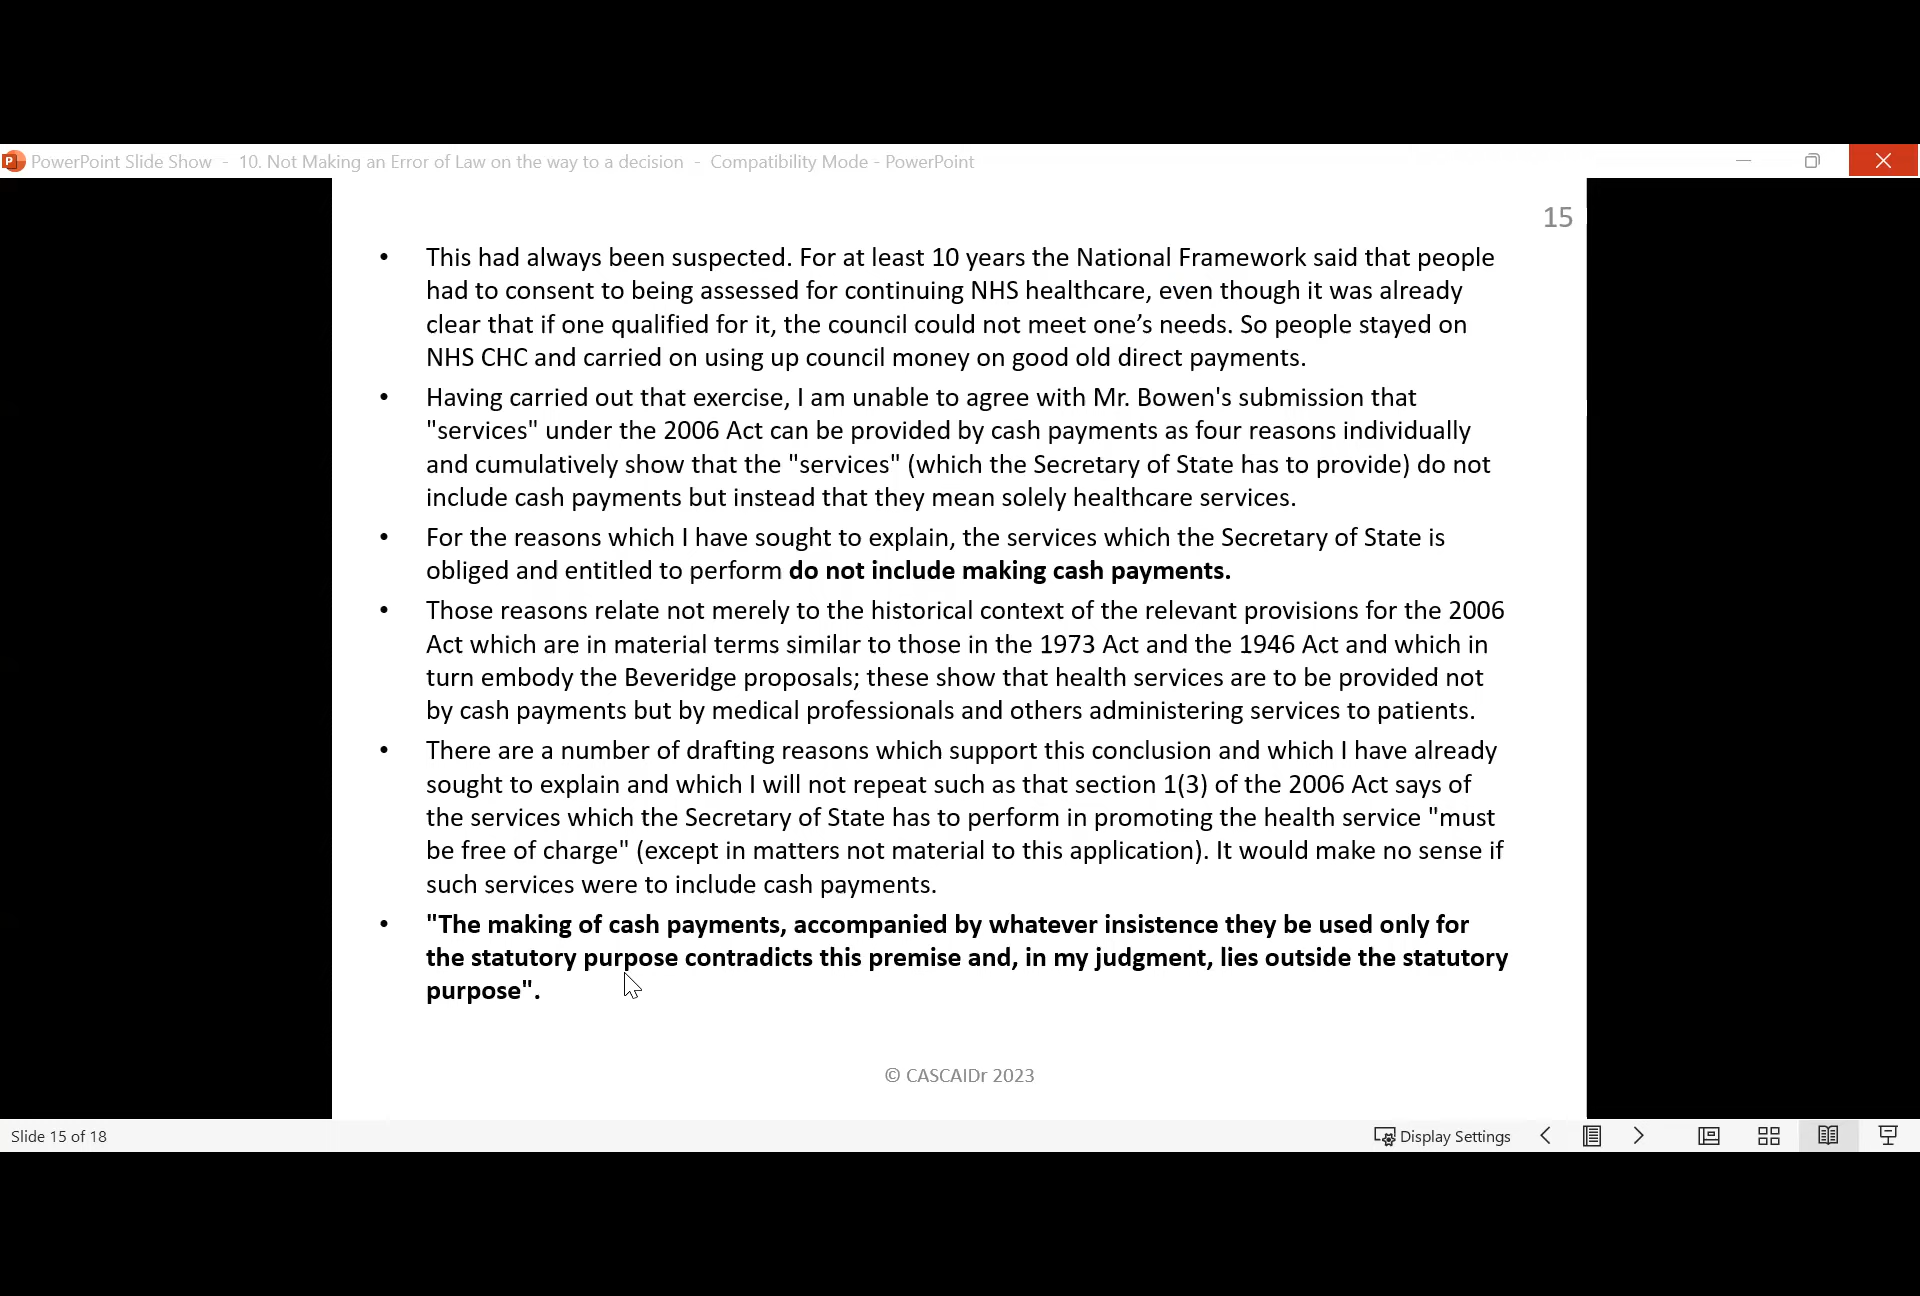 PowerPoint Slide Show - 10. Not Making an Error of Law on the way to a decision - Compatibility Mode - PowerPoint
15
• This had always been suspected. For at least 10 years the National Framework said that people
had to consent to being assessed for continuing NHS healthcare, even though it was already
clear that if one qualified for it, the council could not meet one’s needs. So people stayed on
NHS CHC and carried on using up council money on good old direct payments.
• Having carried out that exercise, I am unable to agree with Mr. Bowen's submission that
"services" under the 2006 Act can be provided by cash payments as four reasons individually
and cumulatively show that the "services" (which the Secretary of State has to provide) do not
include cash payments but instead that they mean solely healthcare services.
• For the reasons which I have sought to explain, the services which the Secretary of State is
obliged and entitled to perform do not include making cash payments.
• Those reasons relate not merely to the historical context of the relevant provisions for the 2006
Act which are in material terms similar to those in the 1973 Act and the 1946 Act and which in
turn embody the Beveridge proposals; these show that health services are to be provided not
by cash payments but by medical professionals and others administering services to patients.
• There are a number of drafting reasons which support this conclusion and which I have already
sought to explain and which I will not repeat such as that section 1(3) of the 2006 Act says of
the services which the Secretary of State has to perform in promoting the health service "must
be free of charge" (except in matters not material to this application). It would make no sense if
such services were to include cash payments.
• "The making of cash payments, accompanied by whatever insistence they be used only for
the statutory purpose contradicts this premise and, in my judgment, lies outside the statutory
purpose".
© CASCAIDr 2023
Slide 15 of 18
Display Settings